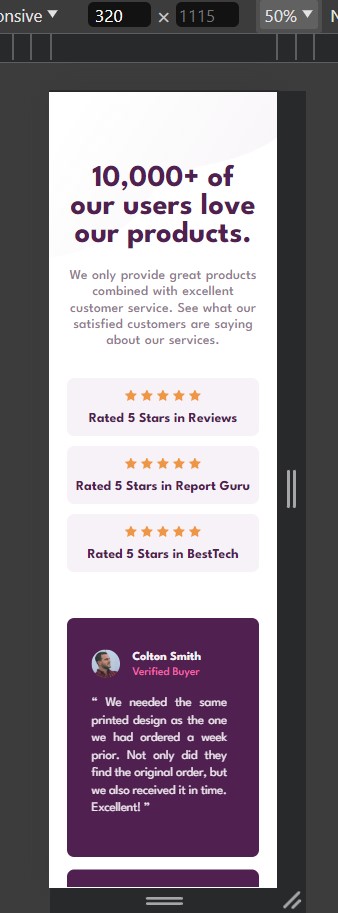 onsive ▼ 320 × 1115 50% ▼
10,000+ of
our users love
our products.
We only provide great products
combined with excellent
customer service. See what our
satisfied customers are saying
about our services.
Rated 5 Stars in Reviews
Rated 5 Stars in Report Guru
Rated 5 Stars in BestTech
Colton Smith
Verified Buyer
“ We needed the same
printed design as the one
we had ordered a week
prior. Not only did they
find the original order, but
we also received it in time.
Excellent! ”